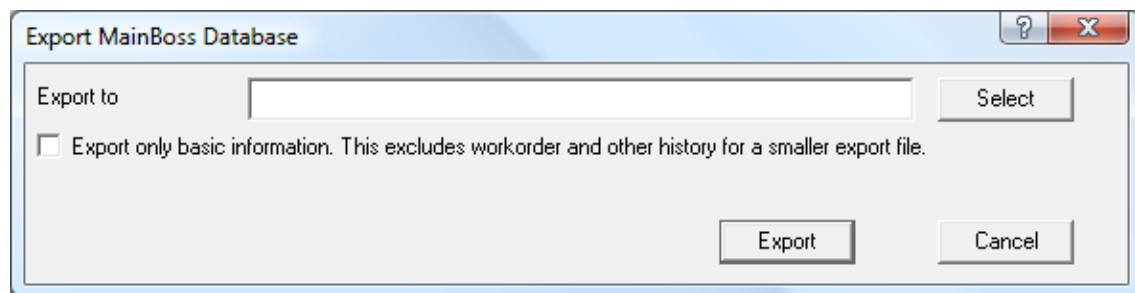 Export MainBoss Database
Export to
Select
Export only basic information. This excludes workorder and other history for a smaller export file.
Export
Cancel